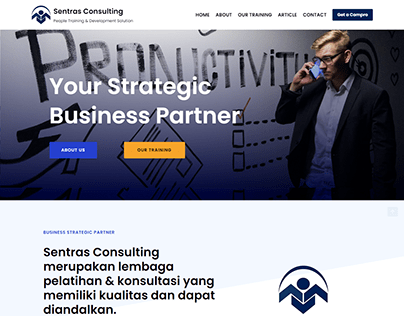 Sentras Consulting
People Training & Development Solution
HOME ABOUT OUR TRAINING ARTICLE CONTACT Get a Compro
PRODUCTIVITY
Your Strategic
Business Partner
ABOUT US OUR TRAINING
BUSINESS STRATEGIC PARTNER
Sentras Consulting
merupakan lembaga
pelatihan & konsultasi yang
memiliki kualitas dan dapat
diandalkan.